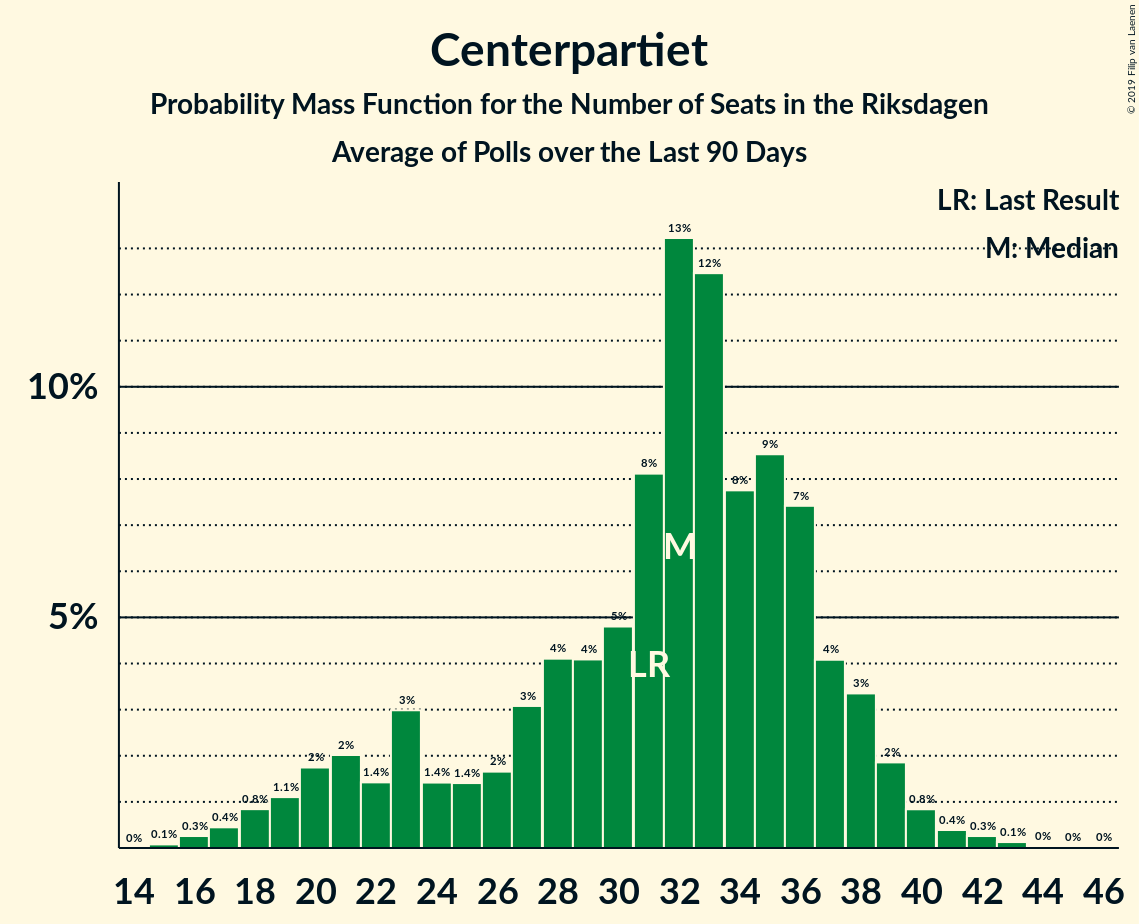 Centerpartiet
Probability Mass Function for the Number of Seats in the Riksdagen
Average of Polls over the Last 90 Days
© 2019 Filip van Laenen
LR: Last Result
M: Median
10%
5%
0% 0.1% 0.3% 0.4% 0.8% 1.1% 2% 2% 1.4% 3% 1.4% 1.4% 2% 3% 4% 4% 5% 8% 13% 12% 8% 9% 7% 4% 3% 2% 0.8% 0.4% 0.3% 0.1% 0% 0% 0%
M
LR
14 16 18 20 22 24 26 28 30 32 34 36 38 40 42 44 46